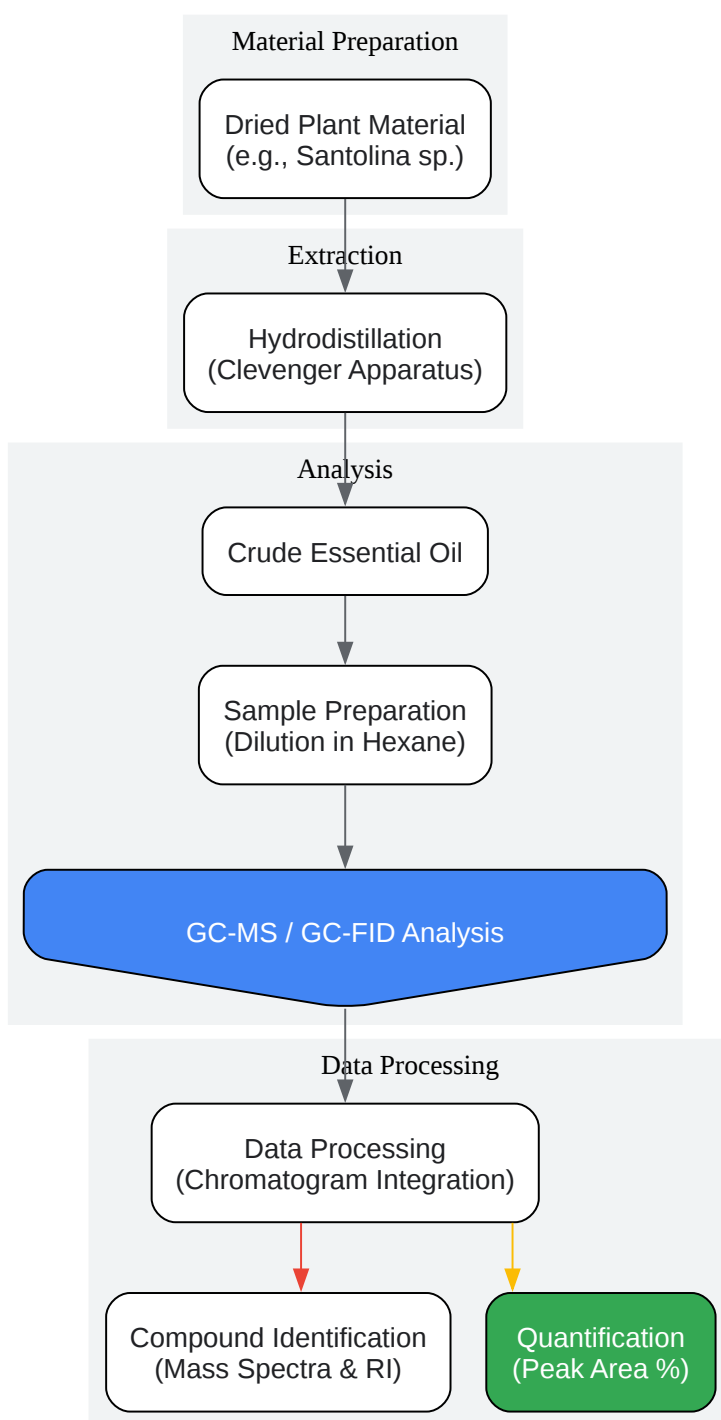 Material Preparation
Dried Plant Material
(e.g., Santolina sp.)
Extraction
Hydrodistillation
(Clevenger Apparatus)
Analysis
Crude Essential Oil
Sample Preparation
(Dilution in Hexane)
GC-MS / GC-FID Analysis
Data Processing
Data Processing
(Chromatogram Integration)
Compound Identification
(Mass Spectra & RI)
Quantification
(Peak Area %)